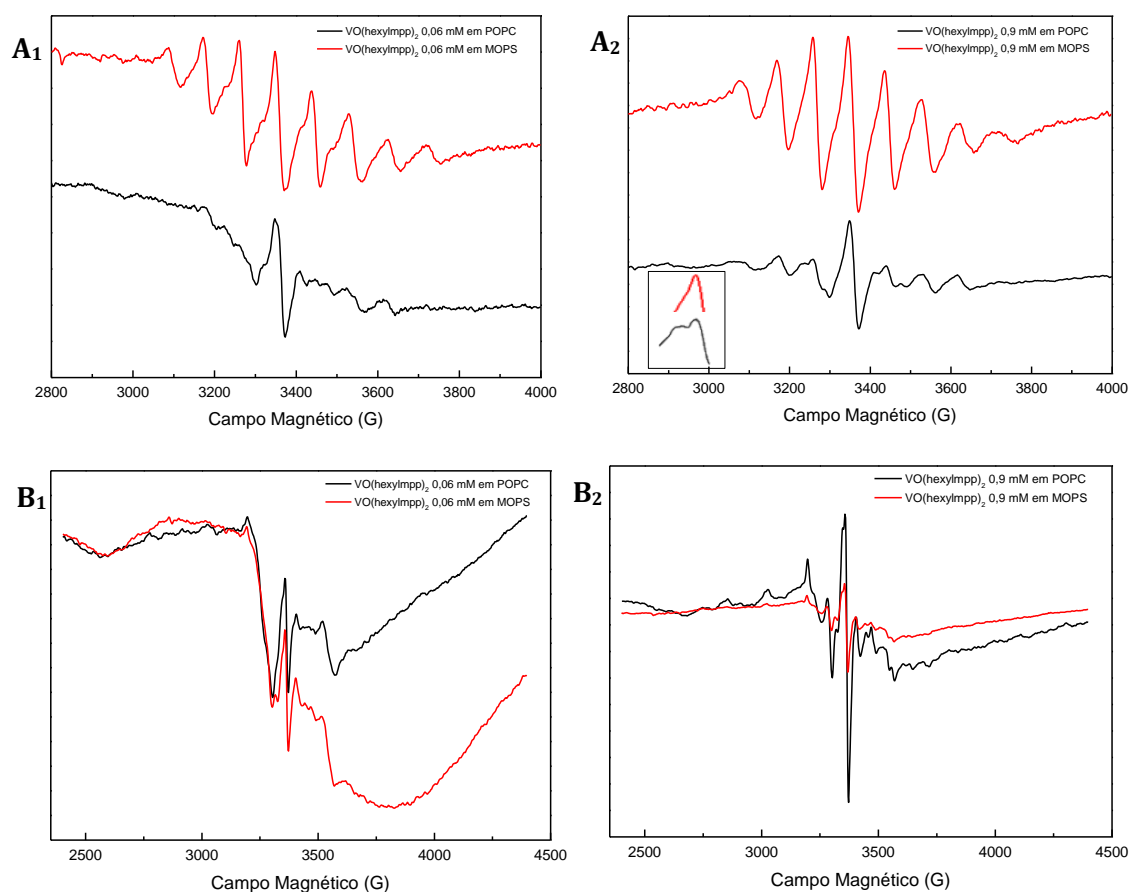 A1
VO(hexylmpp)2 0,06 mM em POPC
VO(hexylmpp)2 0,06 mM em MOPS
2800 3000 3200 3400 3600 3800 4000
Campo Magnético (G)
A2
VO(hexylmpp)2 0,9 mM em POPC
VO(hexylmpp)2 0,9 mM em MOPS
2800 3000 3200 3400 3600 3800 4000
Campo Magnético (G)
B1
VO(hexylmpp)2 0,06 mM em POPC
VO(hexylmpp)2 0,06 mM em MOPS
2500 3000 3500 4000 4500
Campo Magnético (G)
B2
VO(hexylmpp)2 0,9 mM em POPC
VO(hexylmpp)2 0,9 mM em MOPS
2500 3000 3500 4000 4500
Campo Magnético (G)